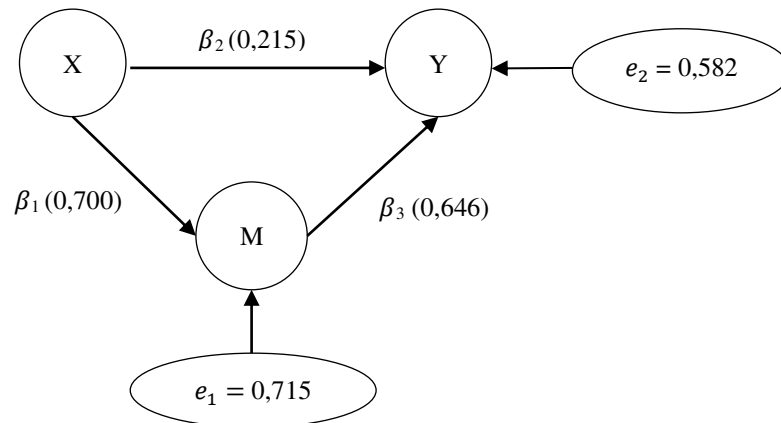 X
β₂ (0,215)
Y
e₂ = 0,582
β₁ (0,700)
M
β₃ (0,646)
e₁ = 0,715